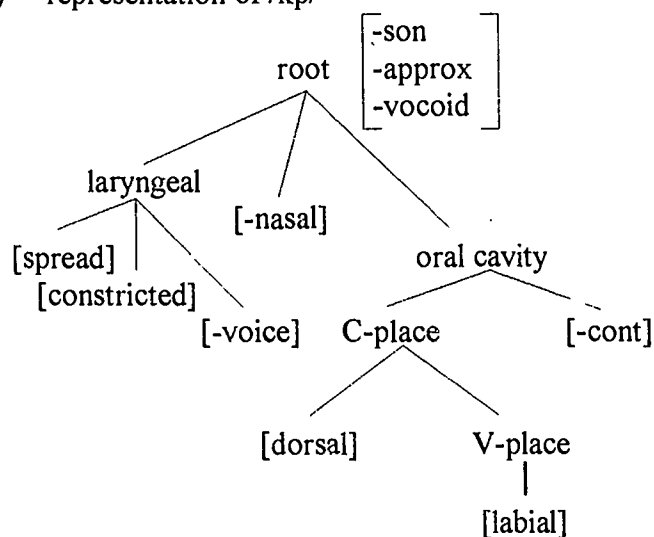 representation of /kp/
root
-son
-approx
-vocoid
laryngeal
[-nasal]
[spread]
oral cavity
[constricted]
[-voice]
C-place
[-cont]
[dorsal]
V-place
[labial]